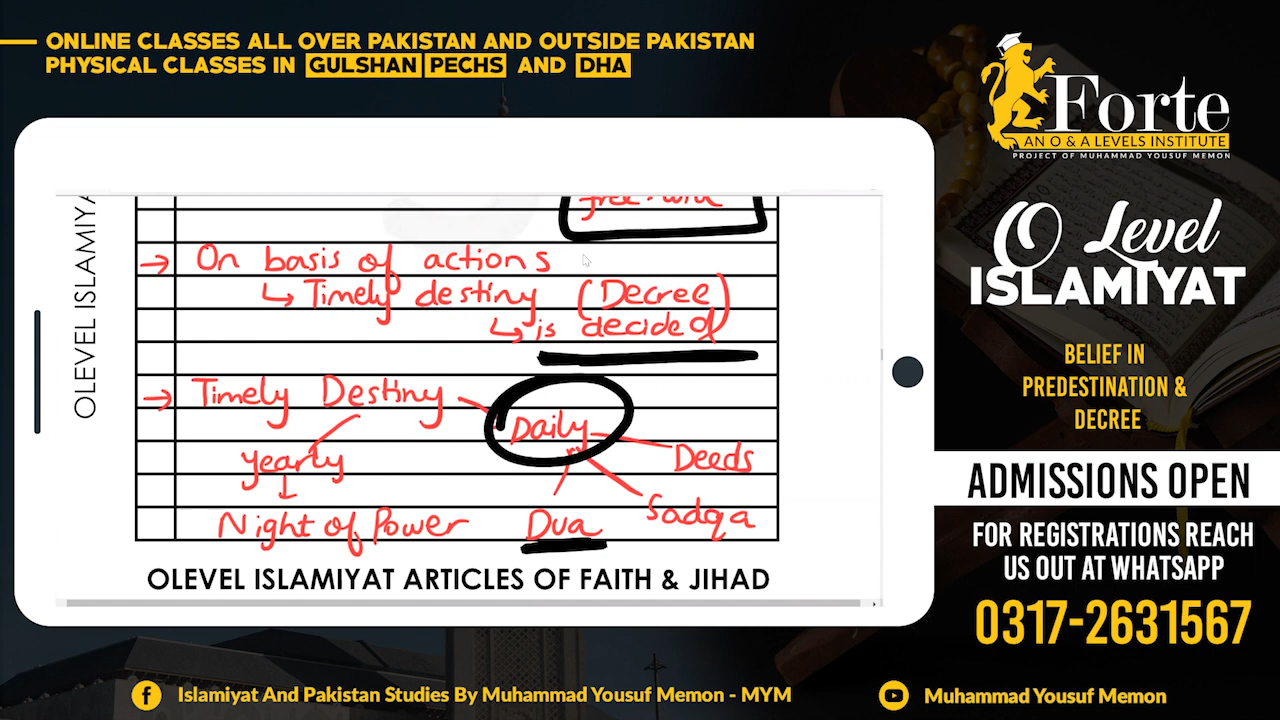 ONLINE CLASSES ALL OVER PAKISTAN AND OUTSIDE PAKISTAN
PHYSICAL CLASSES IN GULSHAN PECHS AND DHA
Forte
AN O & A LEVELS INSTITUTE
PROJECT OF MUHAMMAD YOUSUF MEMON
O Level
ISLAMIYAT
BELIEF IN
PREDESTINATION &
DECREE
ADMISSIONS OPEN
FOR REGISTRATIONS REACH
US OUT AT WHATSAPP
0317-2631567
OLEVEL ISLAMIYA
→ On basis of actions
↳ Timely destiny (Decree)
↳ is decided
→ Timely Destiny
Daily
Yearly
Deeds
Sadqa
Night of Power
Dua
OLEVEL ISLAMIYAT ARTICLES OF FAITH & JIHAD
Islamiyat And Pakistan Studies By Muhammad Yousuf Memon - MYM
Muhammad Yousuf Memon